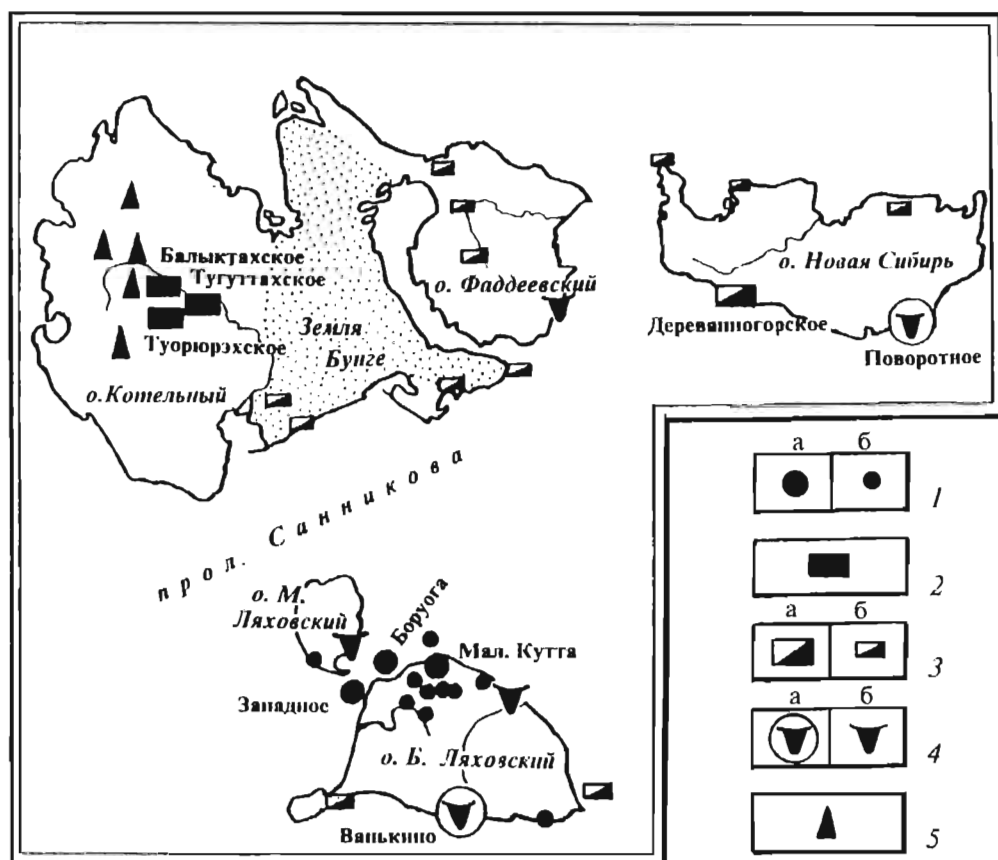 Балыктахское
Тугуттахское
Туорюрэхское
о.Котельный
Земля
Бунге
о. Фаддеевский
о. Новая Сибирь
Деревянногорское
Поворотное
прол. Санникова
о. М.
Ляховский
Боруога
Мал. Кутта
Западное
о. Б. Ляховский
Ванькино
а б
1
2
а б
3
а б
4
5